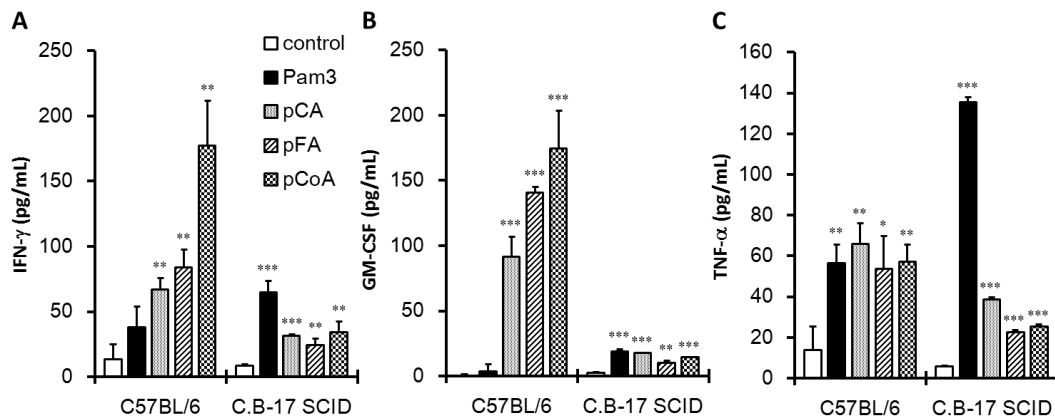 A
IFN-γ (pg/mL)
250
200
150
100
50
0
control
Pam3
pCA
pFA
pCoA
**
**
**
***
***
**
**
C57BL/6
C.B-17 SCID
B
GM-CSF (pg/mL)
250
200
150
100
50
0
***
***
***
***
***
**
***
C57BL/6
C.B-17 SCID
C
TNF-α (pg/mL)
160
140
120
100
80
60
40
20
0
**
**
*
**
***
***
***
***
C57BL/6
C.B-17 SCID